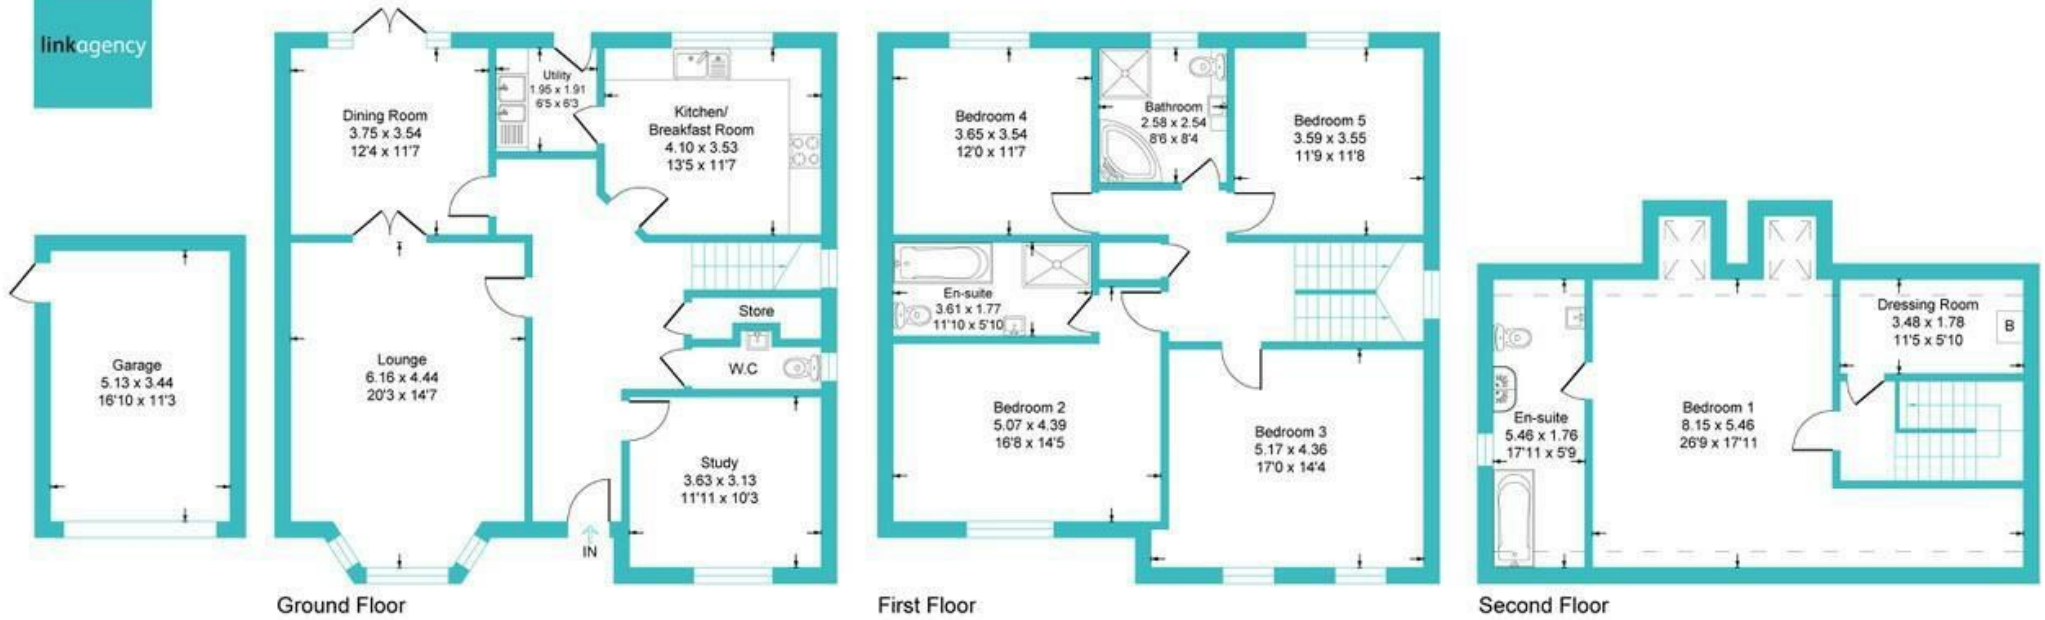 linkagency
Garage
5.13 x 3.44
16'10 x 11'3
Dining Room
3.75 x 3.54
12'4 x 11'7
Utility
1.95 x 1.91
6'5 x 6'3
Kitchen/
Breakfast Room
4.10 x 3.53
13'5 x 11'7
Lounge
6.16 x 4.44
20'3 x 14'7
Store
W.C
Study
3.63 x 3.13
11'11 x 10'3
IN
Ground Floor
Bedroom 4
3.65 x 3.54
12'0 x 11'7
Bathroom
2.58 x 2.54
8'6 x 8'4
Bedroom 5
3.59 x 3.55
11'9 x 11'8
En-suite
3.61 x 1.77
11'10 x 5'10
Bedroom 2
5.07 x 4.39
16'8 x 14'5
Bedroom 3
5.17 x 4.36
17'0 x 14'4
First Floor
Dressing Room
3.48 x 1.78
11'5 x 5'10
B
En-suite
5.46 x 1.76
17'11 x 5'9
Bedroom 1
8.15 x 5.46
26'9 x 17'11
Second Floor